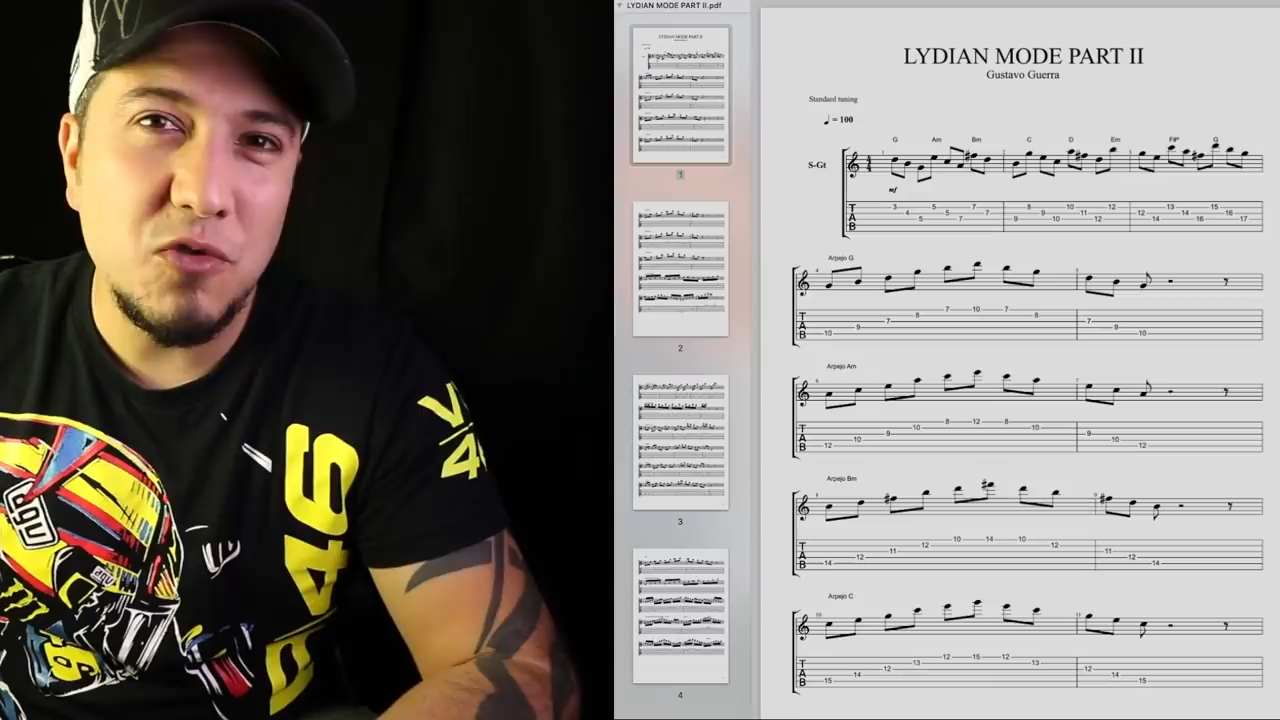 LYDIAN MODE PART II.pdf
LYDIAN MODE PART II
Gustavo Guerra
Standard tuning
= 100
G Am Bm C D Em F#º G
S-Gt
mf
3 4 5 5 5 7 7 7 9 8 9 10 10 11 12 12 12 14 13 14 16 15 16 17
Arpejo G
10 9 7 8 7 10 7 8 7 9 10
Arpejo Am
12 10 9 10 8 12 8 10 9 10 12
Arpejo Bm
14 12 11 12 10 14 10 12 11 12 14
Arpejo C
15 14 12 13 12 15 12 13 12 14 15
1
2
3
4
46
AGV